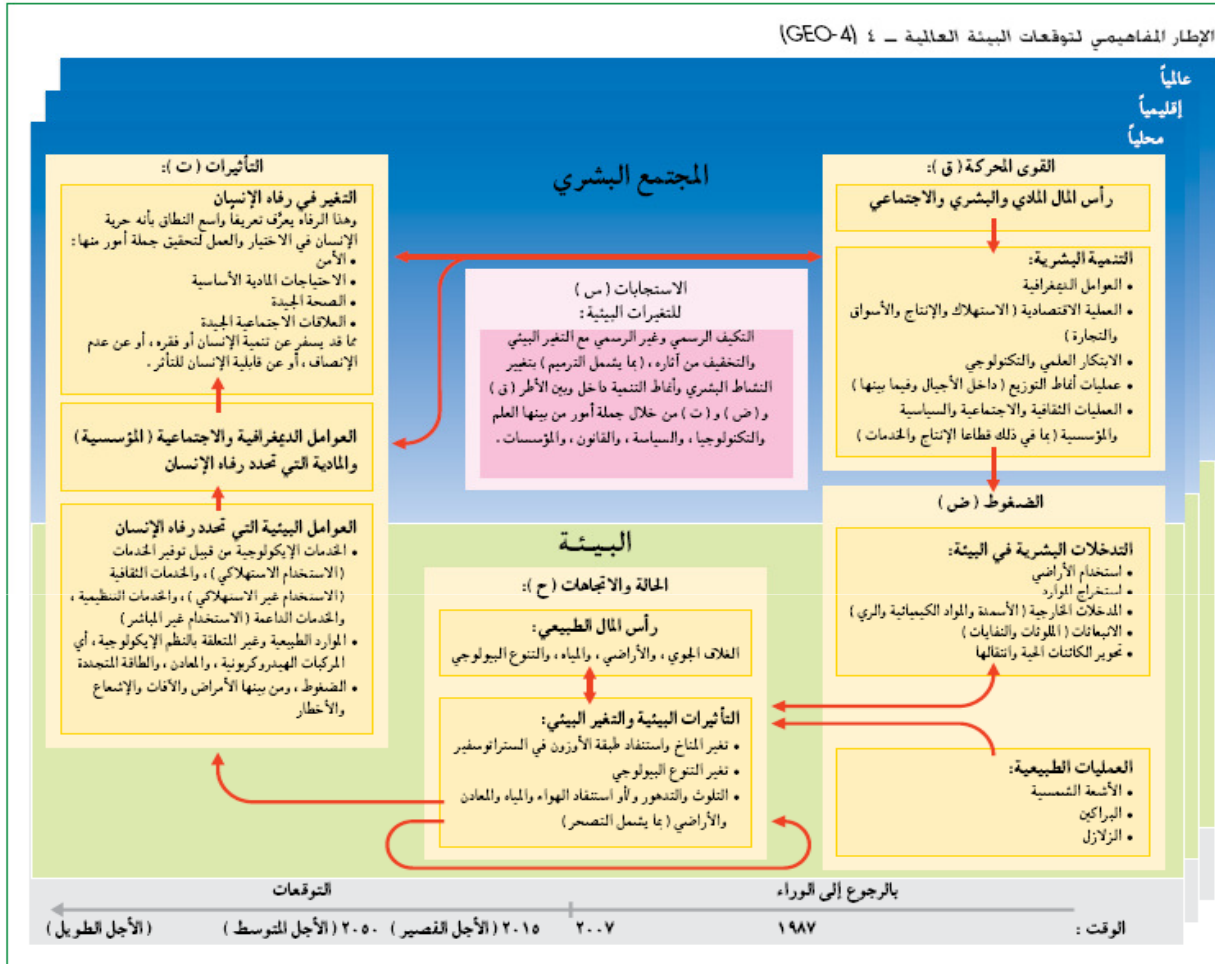 الإطار المفاهيمي لتوقعات البيئة العالمية ــ ٤ (GEO-4)
عالمياً
إقليمياً
محلياً
المجتمع البشري
القوى المحركة (ق):
رأس المال المادي والبشري والاجتماعي
التنمية البشرية:
• العوامل الديمغرافية
• العملية الاقتصادية (الاستهلاك والإنتاج والأسواق
والتجارة)
• الابتكار العلمي والتكنولوجي
• عمليات أنماط التوزيع (داخل الأجيال وفيما بينها)
• العمليات الثقافية والاجتماعية والسياسية
والمؤسسية (بما في ذلك قطاعا الإنتاج والخدمات)
الضغوط (ض)
التدخلات البشرية في البيئة:
• استخدام الأراضي
• استخراج الموارد
• المدخلات الخارجية (الأسمدة والمواد الكيميائية والري)
• الانبعاثات (الملوثات والنفايات)
• تحوير الكائنات الحية وانتقالها
العمليات الطبيعية:
• الأشعة الشمسية
• البراكين
• الزلازل
الاستجابات (س)
للتغيرات البيئية:
التكيف الرسمي وغير الرسمي مع التغير البيئي
والتخفيف من آثاره، (بما يشمل الترميم) بتغيير
النشاط البشري وأنماط التنمية داخل وبين الأطر (ق)
و (ض) و (ت) من خلال جملة أمور من بينها العلم
والتكنولوجيا، والسياسة، والقانون، والمؤسسات.
البيـئـة
الحالة والاتجاهات (ح):
رأس المال الطبيعي:
الغلاف الجوي، والأراضي، والمياه، والتنوع البيولوجي
التأثيرات البيئية والتغير البيئي:
• تغير المناخ واستنفاد طبقة الأوزون في الستراتوسفير
• تغير التنوع البيولوجي
• التلوث والتدهور و/أو استنفاد الهواء والمياه والمعادن
والأراضي (بما يشمل التصحر)
التأثيرات (ت):
التغير في رفاه الإنسان
وهذا الرفاه يعرَّف تعريفاً واسع النطاق بأنه حرية
الإنسان في الاختيار والعمل لتحقيق جملة أمور منها:
• الأمن
• الاحتياجات المادية الأساسية
• الصحة الجيدة
• العلاقات الاجتماعية الجيدة
مما قد يسفر عن تنمية الإنسان أو فقره، أو عن عدم
الإنصاف، أو عن قابلية الإنسان للتأثر.
العوامل الديمغرافية والاجتماعية (المؤسسية)
والمادية التي تحدد رفاه الإنسان
العوامل البيئية التي تحدد رفاه الإنسان
• الخدمات الإيكولوجية من قبيل توفير الخدمات
(الاستخدام الاستهلاكي)، والخدمات الثقافية
(الاستخدام غير الاستهلاكي)، والخدمات التنظيمية،
والخدمات الداعمة (الاستخدام غير المباشر)
• الموارد الطبيعية وغير المتعلقة بالنظم الإيكولوجية، أي
المركبات الهيدروكربونية، والمعادن، والطاقة المتجددة
• الضغوط، ومن بينها الأمراض والآفات والإشعاع
والأخطار
بالرجوع إلى الوراء
التوقعات
الوقت: ١٩٨٧ ٢٠٠٧ ٢٠١٥ (الأجل القصير) ٢٠٥٠ (الأجل المتوسط) (الأجل الطويل)